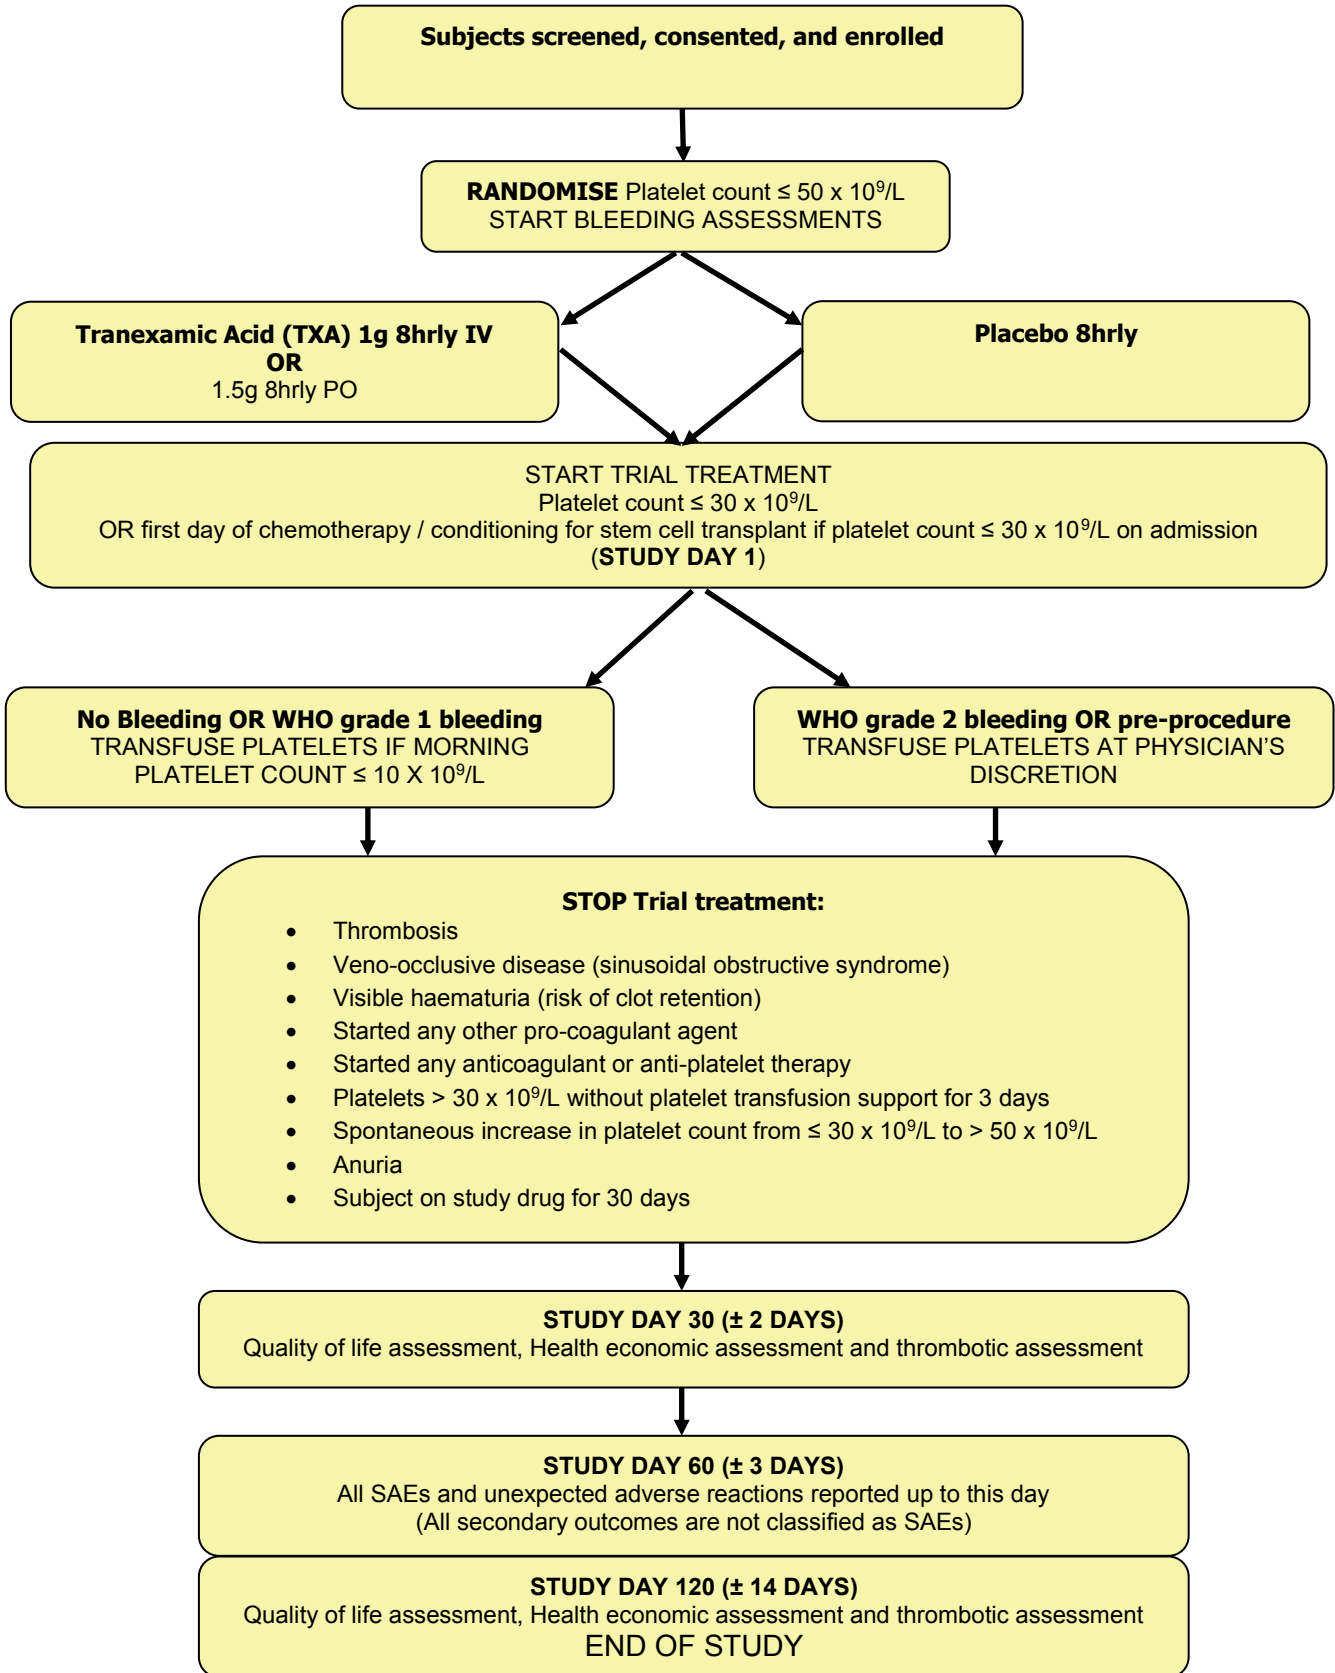 Subjects screened, consented, and enrolled
RANDOMISE Platelet count ≤ 50 x 10⁹/L
START BLEEDING ASSESSMENTS
Tranexamic Acid (TXA) 1g 8hrly IV
OR
1.5g 8hrly PO
Placebo 8hrly
START TRIAL TREATMENT
Platelet count ≤ 30 x 10⁹/L
OR first day of chemotherapy / conditioning for stem cell transplant if platelet count ≤ 30 x 10⁹/L on admission
(STUDY DAY 1)
No Bleeding OR WHO grade 1 bleeding
TRANSFUSE PLATELETS IF MORNING
PLATELET COUNT ≤ 10 X 10⁹/L
WHO grade 2 bleeding OR pre-procedure
TRANSFUSE PLATELETS AT PHYSICIAN'S
DISCRETION
STOP Trial treatment:
• Thrombosis
• Veno-occlusive disease (sinusoidal obstructive syndrome)
• Visible haematuria (risk of clot retention)
• Started any other pro-coagulant agent
• Started any anticoagulant or anti-platelet therapy
• Platelets > 30 x 10⁹/L without platelet transfusion support for 3 days
• Spontaneous increase in platelet count from ≤ 30 x 10⁹/L to > 50 x 10⁹/L
• Anuria
• Subject on study drug for 30 days
STUDY DAY 30 (± 2 DAYS)
Quality of life assessment, Health economic assessment and thrombotic assessment
STUDY DAY 60 (± 3 DAYS)
All SAEs and unexpected adverse reactions reported up to this day
(All secondary outcomes are not classified as SAEs)
STUDY DAY 120 (± 14 DAYS)
Quality of life assessment, Health economic assessment and thrombotic assessment
END OF STUDY